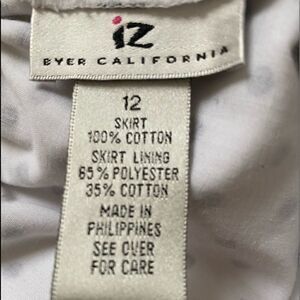 iz
BYER CALIFORNIA
12
SKIRT
100% COTTON
SKIRT LINING
65% POLYESTER
35% COTTON
MADE IN
PHILIPPINES
SEE OVER
FOR CARE